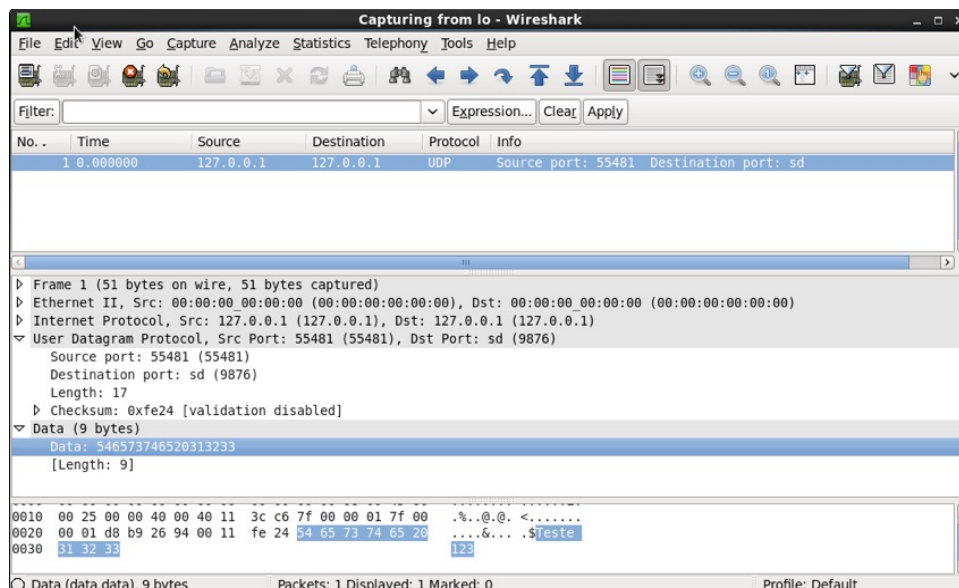 Capturing from lo - Wireshark
File Edit View Go Capture Analyze Statistics Telephony Tools Help
Filter: Expression... Clear Apply
No. . Time Source Destination Protocol Info
1 0.000000 127.0.0.1 127.0.0.1 UDP Source port: 55481 Destination port: sd
Frame 1 (51 bytes on wire, 51 bytes captured)
Ethernet II, Src: 00:00:00_00:00:00 (00:00:00:00:00:00), Dst: 00:00:00_00:00:00 (00:00:00:00:00:00)
Internet Protocol, Src: 127.0.0.1 (127.0.0.1), Dst: 127.0.0.1 (127.0.0.1)
User Datagram Protocol, Src Port: 55481 (55481), Dst Port: sd (9876)
Source port: 55481 (55481)
Destination port: sd (9876)
Length: 17
Checksum: 0xfe24 [validation disabled]
Data (9 bytes)
Data: 546573746520313233
[Length: 9]
0010 00 25 00 00 40 00 40 11 3c c6 7f 00 00 01 7f 00 .%..@.@. <.......
0020 00 01 d8 b9 26 94 00 11 fe 24 54 65 73 74 65 20 ....&... .$Teste
0030 31 32 33 123
Data (data.data), 9 bytes Packets: 1 Displayed: 1 Marked: 0 Profile: Default